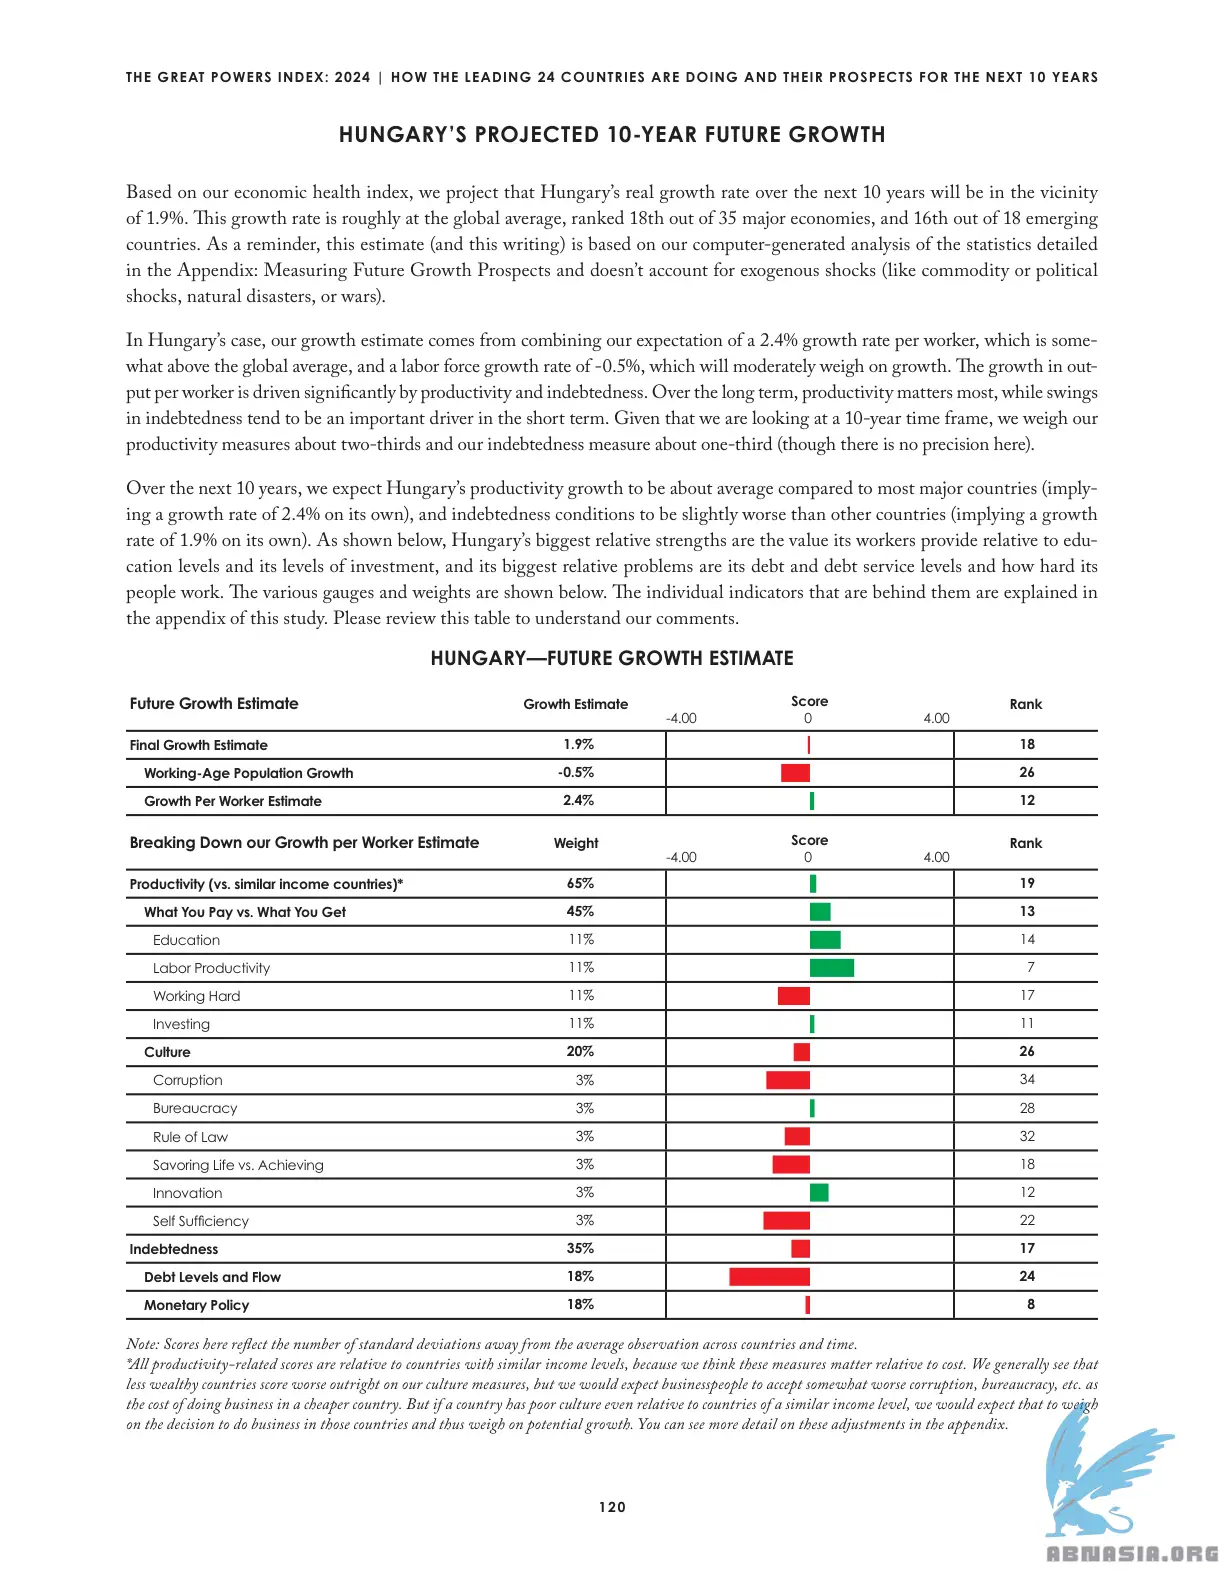 THE GREAT POWERS INDEX: 2024 | HOW THE LEADING 24 COUNTRIES ARE DOING AND THEIR PROSPECTS FOR THE NEXT 10 YEARS
HUNGARY’S PROJECTED 10-YEAR FUTURE GROWTH
Based on our economic health index, we project that Hungary’s real growth rate over the next 10 years will be in the vicinity
of 1.9%. This growth rate is roughly at the global average, ranked 18th out of 35 major economies, and 16th out of 18 emerging
countries. As a reminder, this estimate (and this writing) is based on our computer-generated analysis of the statistics detailed
in the Appendix: Measuring Future Growth Prospects and doesn’t account for exogenous shocks (like commodity or political
shocks, natural disasters, or wars).
In Hungary’s case, our growth estimate comes from combining our expectation of a 2.4% growth rate per worker, which is some-
what above the global average, and a labor force growth rate of -0.5%, which will moderately weigh on growth. The growth in out-
put per worker is driven significantly by productivity and indebtedness. Over the long term, productivity matters most, while swings
in indebtedness tend to be an important driver in the short term. Given that we are looking at a 10-year time frame, we weigh our
productivity measures about two-thirds and our indebtedness measure about one-third (though there is no precision here).
Over the next 10 years, we expect Hungary’s productivity growth to be about average compared to most major countries (imply-
ing a growth rate of 2.4% on its own), and indebtedness conditions to be slightly worse than other countries (implying a growth
rate of 1.9% on its own). As shown below, Hungary’s biggest relative strengths are the value its workers provide relative to edu-
cation levels and its levels of investment, and its biggest relative problems are its debt and debt service levels and how hard its
people work. The various gauges and weights are shown below. The individual indicators that are behind them are explained in
the appendix of this study. Please review this table to understand our comments.
HUNGARY—FUTURE GROWTH ESTIMATE
Future Growth Estimate Growth Estimate Score Rank
-4.00 0 4.00
Final Growth Estimate 1.9% 18
Working-Age Population Growth -0.5% 26
Growth Per Worker Estimate 2.4% 12
Breaking Down our Growth per Worker Estimate Weight Score Rank
-4.00 0 4.00
Productivity (vs. similar income countries)* 65% 19
What You Pay vs. What You Get 45% 13
Education 11% 14
Labor Productivity 11% 7
Working Hard 11% 17
Investing 11% 11
Culture 20% 26
Corruption 3% 34
Bureaucracy 3% 28
Rule of Law 3% 32
Savoring Life vs. Achieving 3% 18
Innovation 3% 12
Self Sufficiency 3% 22
Indebtedness 35% 17
Debt Levels and Flow 18% 24
Monetary Policy 18% 8
Note: Scores here reflect the number of standard deviations away from the average observation across countries and time.
*All productivity-related scores are relative to countries with similar income levels, because we think these measures matter relative to cost. We generally see that
less wealthy countries score worse outright on our culture measures, but we would expect businesspeople to accept somewhat worse corruption, bureaucracy, etc. as
the cost of doing business in a cheaper country. But if a country has poor culture even relative to countries of a similar income level, we would expect that to weigh
on the decision to do business in those countries and thus weigh on potential growth. You can see more detail on these adjustments in the appendix.
120
ABNASIA.ORG